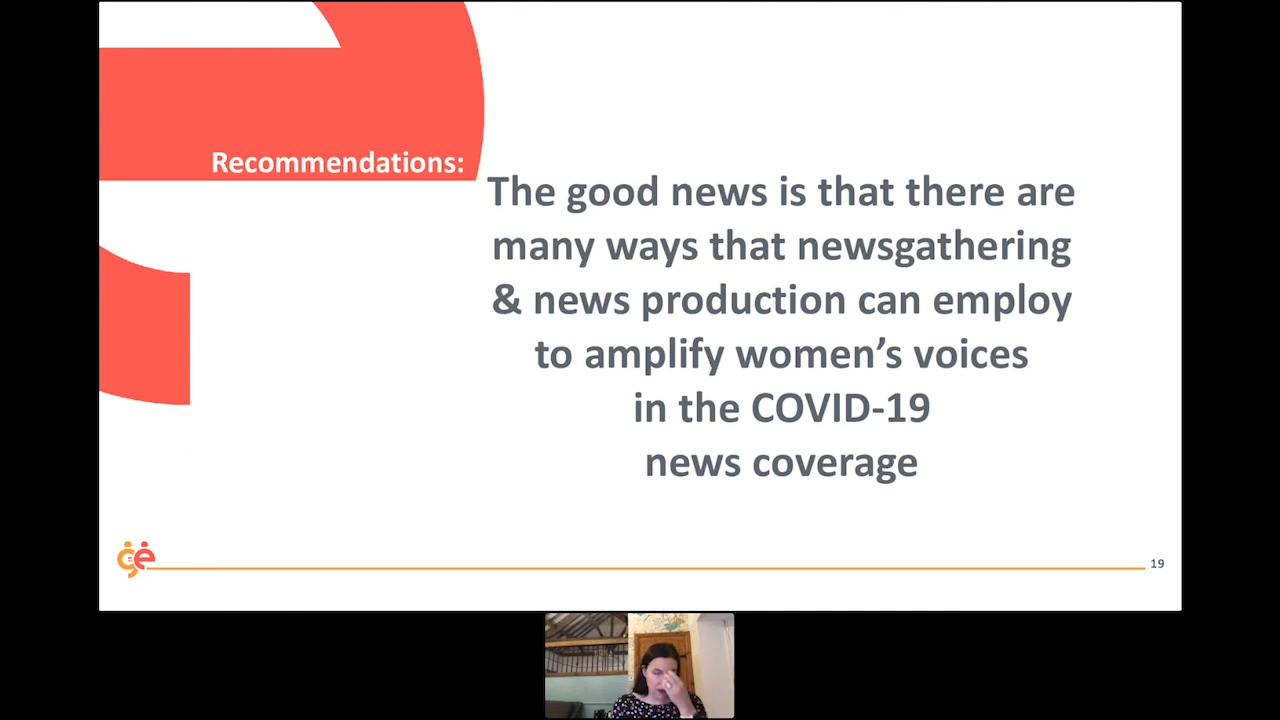 Recommendations:
The good news is that there are
many ways that newsgathering
& news production can employ
to amplify women’s voices
in the COVID-19
news coverage
ge
19